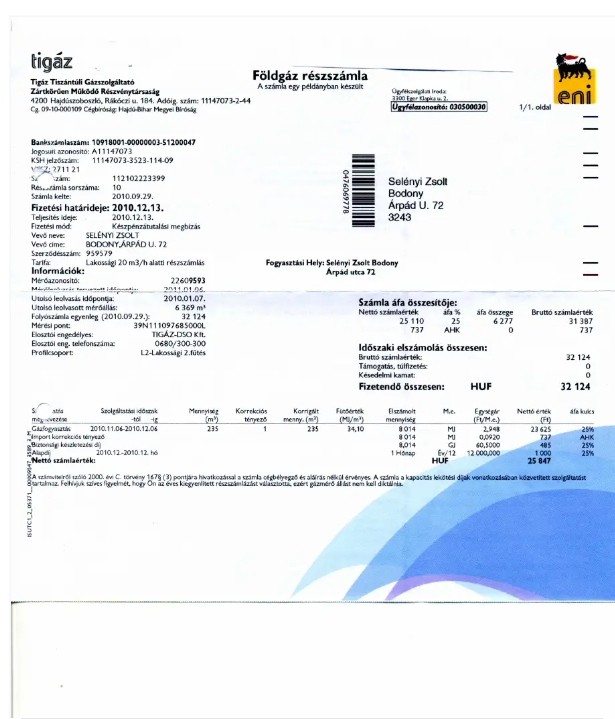 tigáz
Tigáz Tiszántúli Gázszolgáltató
Zártkörűen Működő Részvénytársaság
4200 Hajdúszoboszló, Rákóczi u. 184. Adóig. szám: 11147073-2-44
Cg. 09-10-000109 Cégbíróság: Hajdú-Bihar Megyei Bíróság
Földgáz részszámla
A számla egy példányban készült
Ügyfélszolgálati Iroda:
3300 Eger Klapka u. 2.
Ügyfélazonosító: 030500030
eni
1/1. oldal
Bankszámlaszám: 10918001-00000003-51200047
Jogosult azonosító: A11147073
KSH jelzőszám: 11147073-3523-114-09
2711 21
112102223399
Részszámla sorszáma: 10
Számla kelte: 2010.09.29.
Fizetési határideje: 2010.12.13.
Teljesítés ideje: 2010.12.13.
Fizetési mód: Készpénzátutalási megbízás
Vevő neve: SELÉNYI ZSOLT
Vevő címe: BODONY,ÁRPÁD U. 72
Szerződésszám: 959579
Tarifa: Lakossági 20 m3/h alatti részszámlás
0476069778
Selényi Zsolt
Bodony
Árpád U. 72
3243
Fogyasztási Hely: Selényi Zsolt Bodony
Árpád utca 72
Információk:
Mérőazonosító: 22609593
Mérőleolvasás tervezett időpontja: 2011.01.06.
Utolsó leolvasás időpontja: 2010.01.07.
Utolsó leolvasott mérőállás: 6 369 m³
Folyószámla egyenleg (2010.09.29.): 32 124
Mérési pont: 39N111097685000L
Elosztói engedélyes: TIGÁZ-DSO Kft.
Elosztói eng. telefonszáma: 0680/300-300
Profilcsoport: L2-Lakossági 2.fűtés
Számla áfa összesítője:
Nettó számlaérték áfa % áfa összege Bruttó számlaérték
25 110 25 6 277 31 387
737 AHK 0 737
Időszaki elszámolás összesen:
Bruttó számlaérték: 32 124
Támogatás, túlfizetés: 0
Késedelmi kamat: 0
Fizetendő összesen: HUF 32 124
Szolgáltatási időszak Mennyiség Korrekciós Korrigált Fűtőérték Elszámolt M.e. Egységár Nettó érték áfa kulcs
megnevezése -tól -ig (m³) tényező menny. (m³) (MJ/m³) mennyiség (Ft/M.e.) (Ft)
Gázfogyasztás 2010.11.06-2010.12.06 235 1 235 34,10 8 014 MJ 2,948 23 625 25%
Import korrekciós tényező 8 014 MJ 0,0920 737 AHK
Biztonsági készletezési díj 8,014 GJ 60,5000 485 25%
Alapdíj 2010.12.-2010.12. hó 1 Hónap Év/12 12 000,000 1 000 25%
Nettó számlaérték: HUF 25 847
A számvitelről szóló 2000. évi C. törvény 167§ (3) pontjára hivatkozással a számla cégbélyegző és aláírás nélkül érvényes. A számla a kapacitás lekötési díjak vonatkozásában közvetített szolgáltatást
tartalmaz. Felhívjuk szíves figyelmét, hogy Ön az éves kiegyenlített részszámlázást választotta, ezért gázmérő állást nem kell diktálnia.